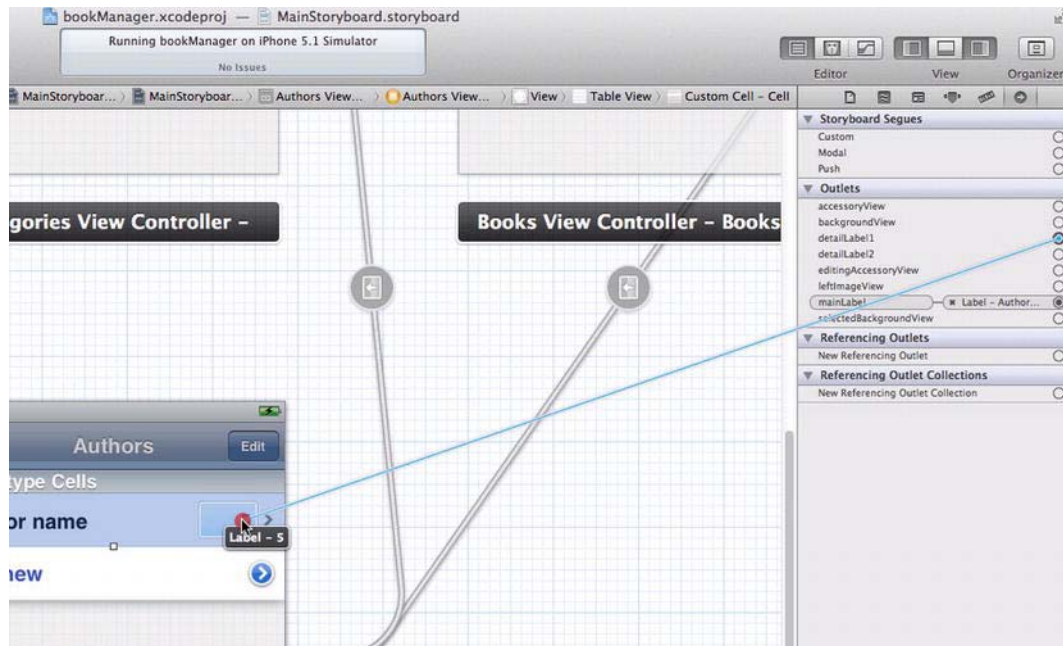 bookManager.xcodeproj — MainStoryboard.storyboard
Running bookManager on iPhone 5.1 Simulator
No Issues
Editor View Organizer
MainStoryboar... MainStoryboar... Authors View... Authors View... View Table View Custom Cell – Cell
Storyboard Segues
Custom
Modal
Push
Outlets
accessoryView
backgroundView
detailLabel1
detailLabel2
editingAccessoryView
leftImageView
mainLabel Label – Author...
selectedBackgroundView
Referencing Outlets
New Referencing Outlet
Referencing Outlet Collections
New Referencing Outlet Collection
gories View Controller –
Books View Controller – Books
Authors Edit
type Cells
or name
Label – S
new